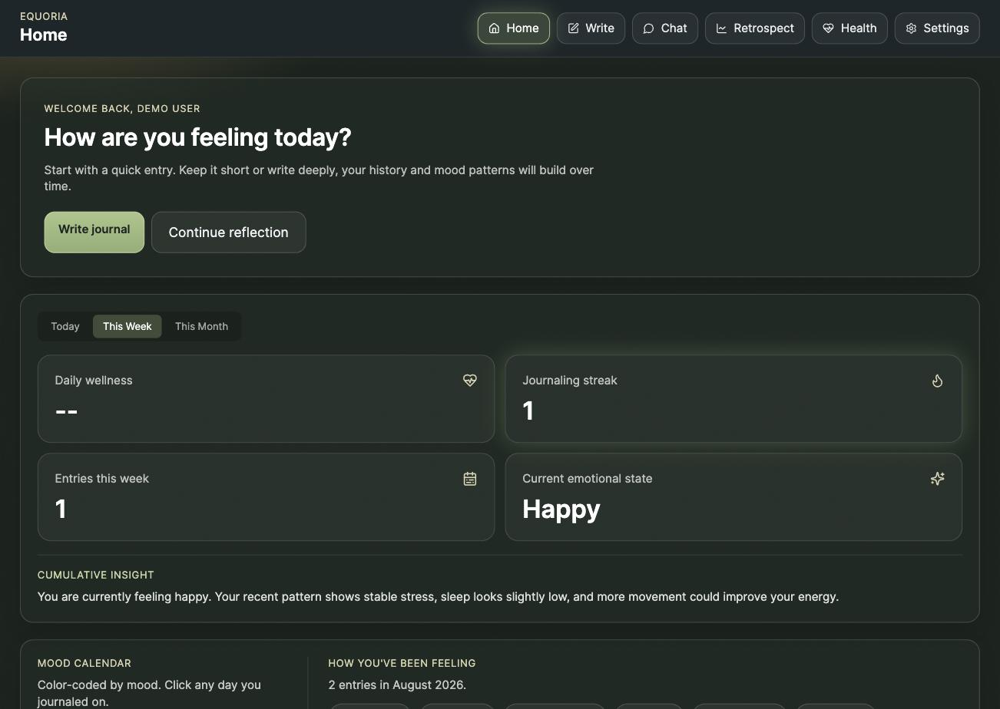 EQUORIA
Home
Home
Write
Chat
Retrospect
Health
Settings
WELCOME BACK, DEMO USER
How are you feeling today?
Start with a quick entry. Keep it short or write deeply, your history and mood patterns will build over
time.
Write journal
Continue reflection
Today
This Week
This Month
Daily wellness
--
Journaling streak
1
Entries this week
1
Current emotional state
Happy
CUMULATIVE INSIGHT
You are currently feeling happy. Your recent pattern shows stable stress, sleep looks slightly low, and more movement could improve your energy.
MOOD CALENDAR
Color-coded by mood. Click any day you
journaled on.
HOW YOU'VE BEEN FEELING
2 entries in August 2026.